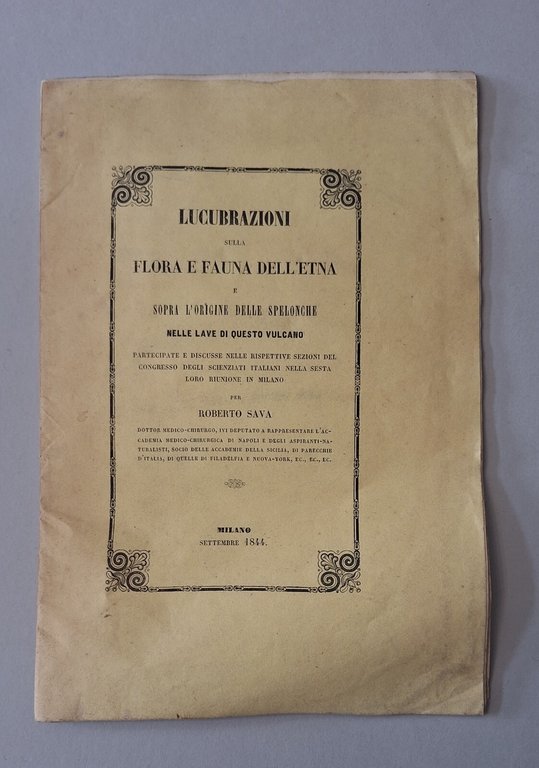 LUCUBRAZIONI
SULLA
FLORA E FAUNA DELL'ETNA
E
SOPRA L'ORIGINE DELLE SPELONCHE
NELLE LAVE DI QUESTO VULCANO
PARTECIPATE E DISCUSSE NELLE RISPETTIVE SEZIONI DEL
CONGRESSO DEGLI SCIENZIATI ITALIANI NELLA SESTA
LORO RIUNIONE IN MILANO
PER
ROBERTO SAVA
DOTTOR MEDICO-CHIRURGO, IVI DEPUTATO A RAPPRESENTARE L'AC-
CADEMIA MEDICO-CHIRURGICA DI NAPOLI E DEGLI ASPIRANTI-NA-
TURALISTI, SOCIO DELLE ACCADEMIE DELLA SICILIA, DI PARECCHIE
D'ITALIA, DI QUELLE DI FILADELFIA E NUOVA-YORK, EC., EC., EC.
MILANO
SETTEMBRE 1844.